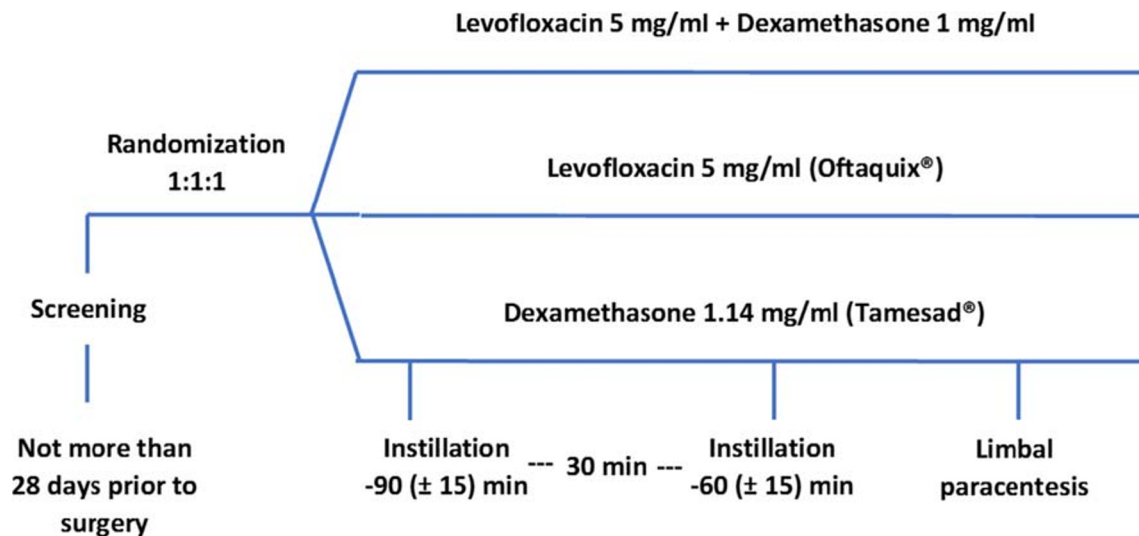 Levofloxacin 5 mg/ml + Dexamethasone 1 mg/ml
Randomization
1:1:1
Levofloxacin 5 mg/ml (Oftaquix®)
Screening
Dexamethasone 1.14 mg/ml (Tamesad®)
Not more than
28 days prior to
surgery
Instillation
-90 (± 15) min
--- 30 min ---
Instillation
-60 (± 15) min
Limbal
paracentesis